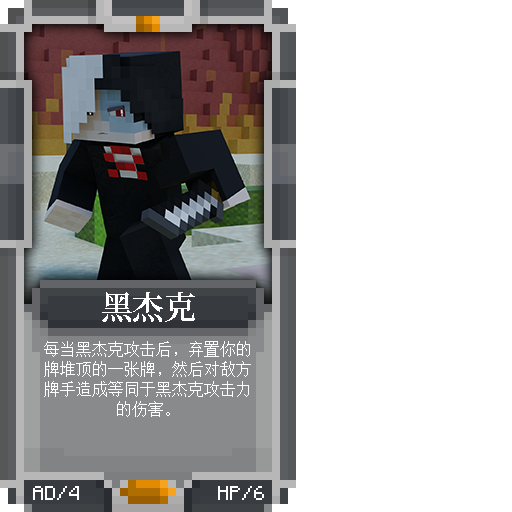 黑杰克
每当黑杰克攻击后，弃置你的
牌堆顶的一张牌，然后对敌方
牌手造成等同于黑杰克攻击力
的伤害。
AD/4 HP/6